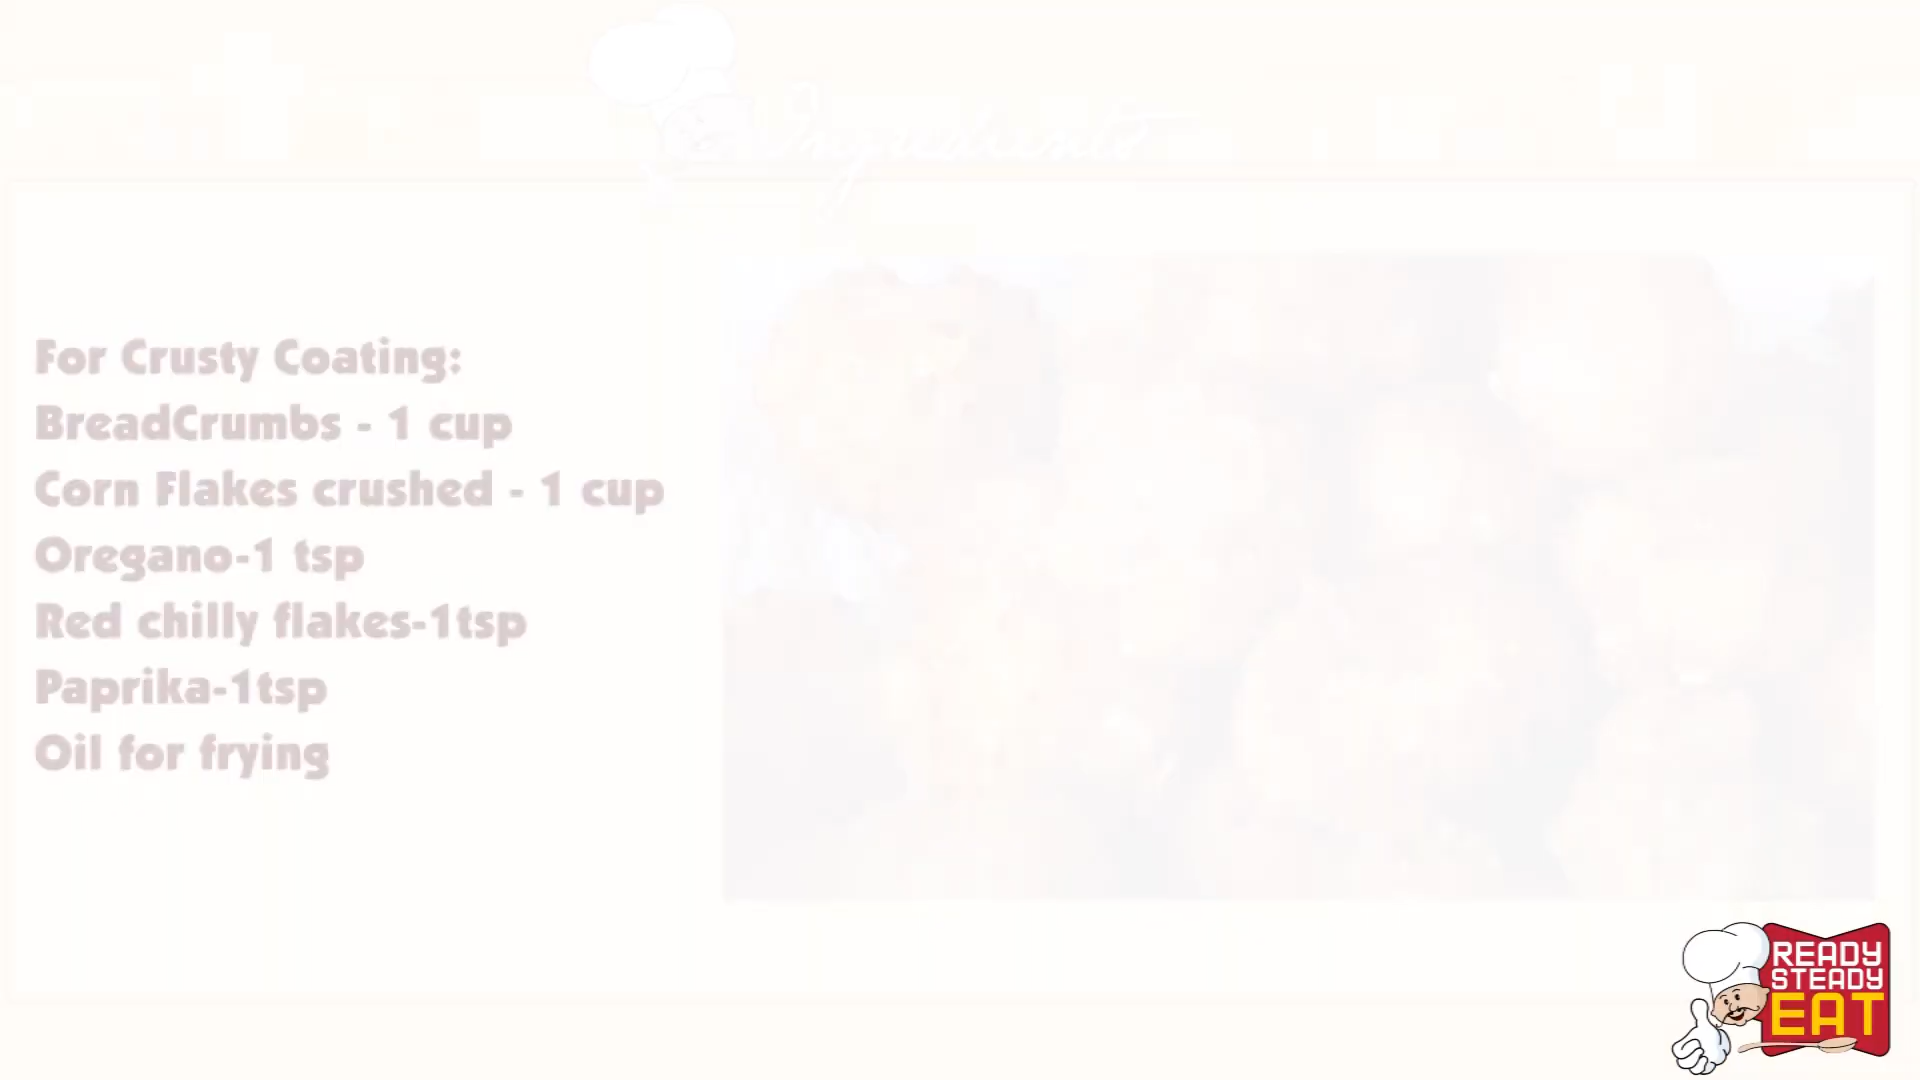 Ingredients
For Crusty Coating:
BreadCrumbs - 1 cup
Corn Flakes crushed - 1 cup
Oregano-1 tsp
Red chilly flakes-1tsp
Paprika-1tsp
Oil for frying
READY
STEADY
EAT